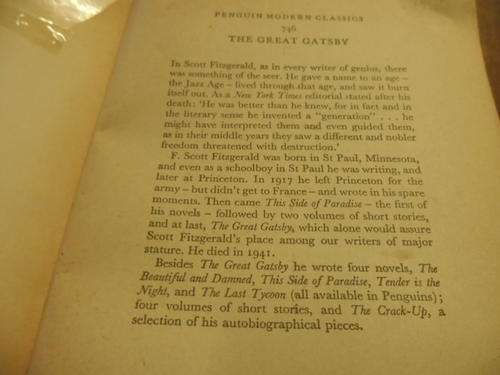 PENGUIN MODERN CLASSICS
746
THE GREAT GATSBY
In Scott Fitzgerald, as in every writer of genius, there
was something of the seer. He gave a name to an age –
the Jazz Age – lived through that age, and saw it burn
itself out. As a New York Times editorial stated after his
death: 'He was better than he knew, for in fact and in
the literary sense he invented a "generation" . . . he
might have interpreted them and even guided them,
as in their middle years they saw a different and nobler
freedom threatened with destruction.'
F. Scott Fitzgerald was born in St Paul, Minnesota,
and even as a schoolboy in St Paul he was writing, and
later at Princeton. In 1917 he left Princeton for the
army – but didn't get to France – and wrote in his spare
moments. Then came This Side of Paradise – the first of
his novels – followed by two volumes of short stories,
and at last, The Great Gatsby, which alone would assure
Scott Fitzgerald's place among our writers of major
stature. He died in 1941.
Besides The Great Gatsby he wrote four novels, The
Beautiful and Damned, This Side of Paradise, Tender is the
Night, and The Last Tycoon (all available in Penguins);
four volumes of short stories, and The Crack-Up, a
selection of his autobiographical pieces.